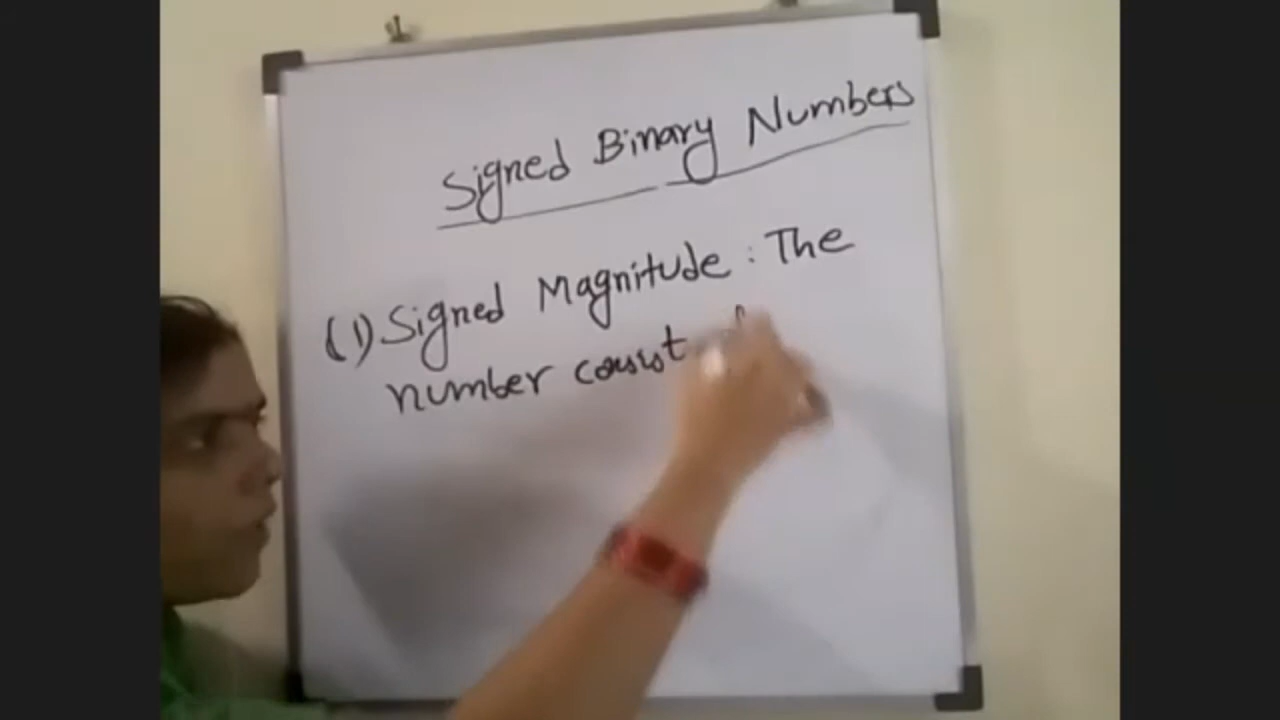 Signed Binary Numbers
(1) Signed Magnitude : The
number consist